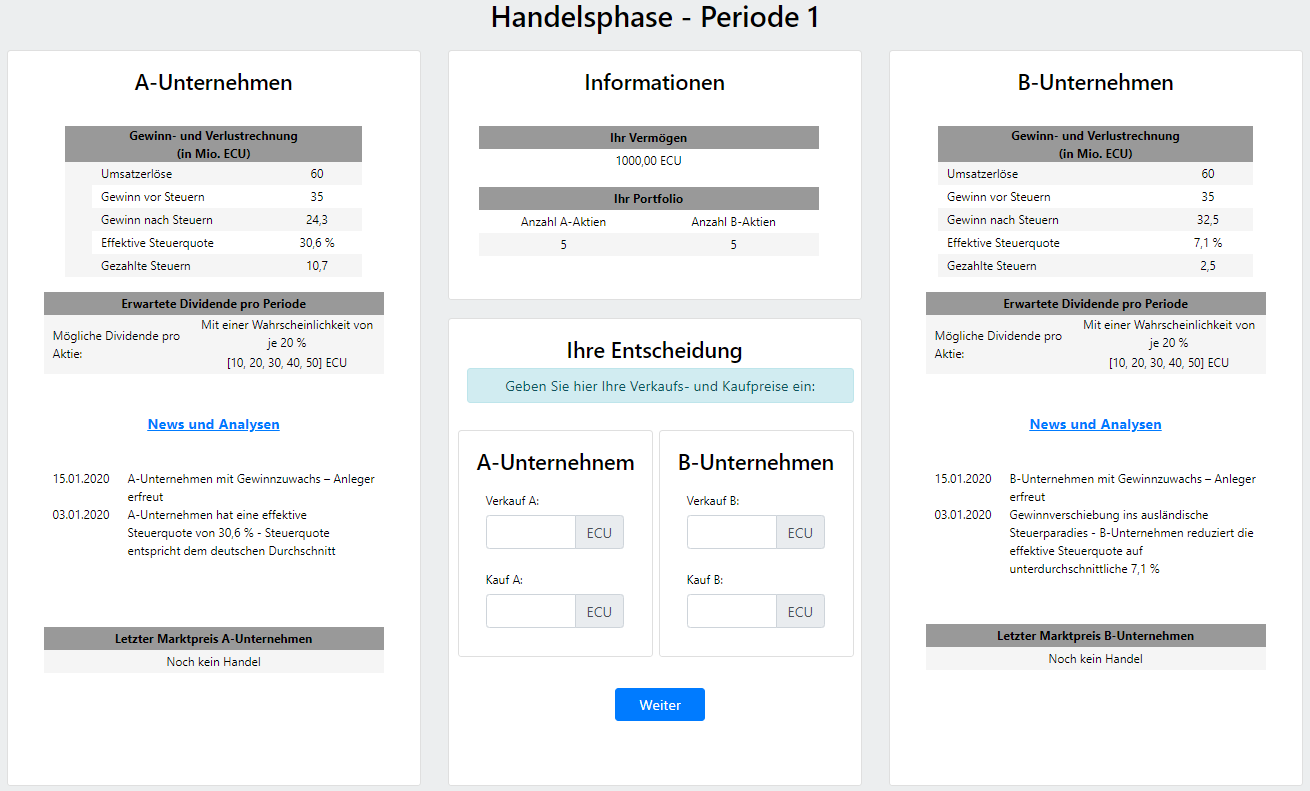 Handelsphase - Periode 1
A-Unternehmen
Gewinn- und Verlustrechnung
(in Mio. ECU)
Umsatzerlöse 60
Gewinn vor Steuern 35
Gewinn nach Steuern 24,3
Effektive Steuerquote 30,6 %
Gezahlte Steuern 10,7
Erwartete Dividende pro Periode
Mögliche Dividende pro
Aktie:
Mit einer Wahrscheinlichkeit von
je 20 %
[10, 20, 30, 40, 50] ECU
News und Analysen
15.01.2020 A-Unternehmen mit Gewinnzuwachs – Anleger
erfreut
03.01.2020 A-Unternehmen hat eine effektive
Steuerquote von 30,6 % - Steuerquote
entspricht dem deutschen Durchschnitt
Letzter Marktpreis A-Unternehmen
Noch kein Handel
Informationen
Ihr Vermögen
1000,00 ECU
Ihr Portfolio
Anzahl A-Aktien Anzahl B-Aktien
5 5
Ihre Entscheidung
Geben Sie hier Ihre Verkaufs- und Kaufpreise ein:
A-Unternehnem
Verkauf A:
ECU
Kauf A:
ECU
B-Unternehmen
Verkauf B:
ECU
Kauf B:
ECU
Weiter
B-Unternehmen
Gewinn- und Verlustrechnung
(in Mio. ECU)
Umsatzerlöse 60
Gewinn vor Steuern 35
Gewinn nach Steuern 32,5
Effektive Steuerquote 7,1 %
Gezahlte Steuern 2,5
Erwartete Dividende pro Periode
Mögliche Dividende pro
Aktie:
Mit einer Wahrscheinlichkeit von
je 20 %
[10, 20, 30, 40, 50] ECU
News und Analysen
15.01.2020 B-Unternehmen mit Gewinnzuwachs – Anleger
erfreut
03.01.2020 Gewinnverschiebung ins ausländische
Steuerparadies - B-Unternehmen reduziert die
effektive Steuerquote auf
unterdurchschnittliche 7,1 %
Letzter Marktpreis B-Unternehmen
Noch kein Handel